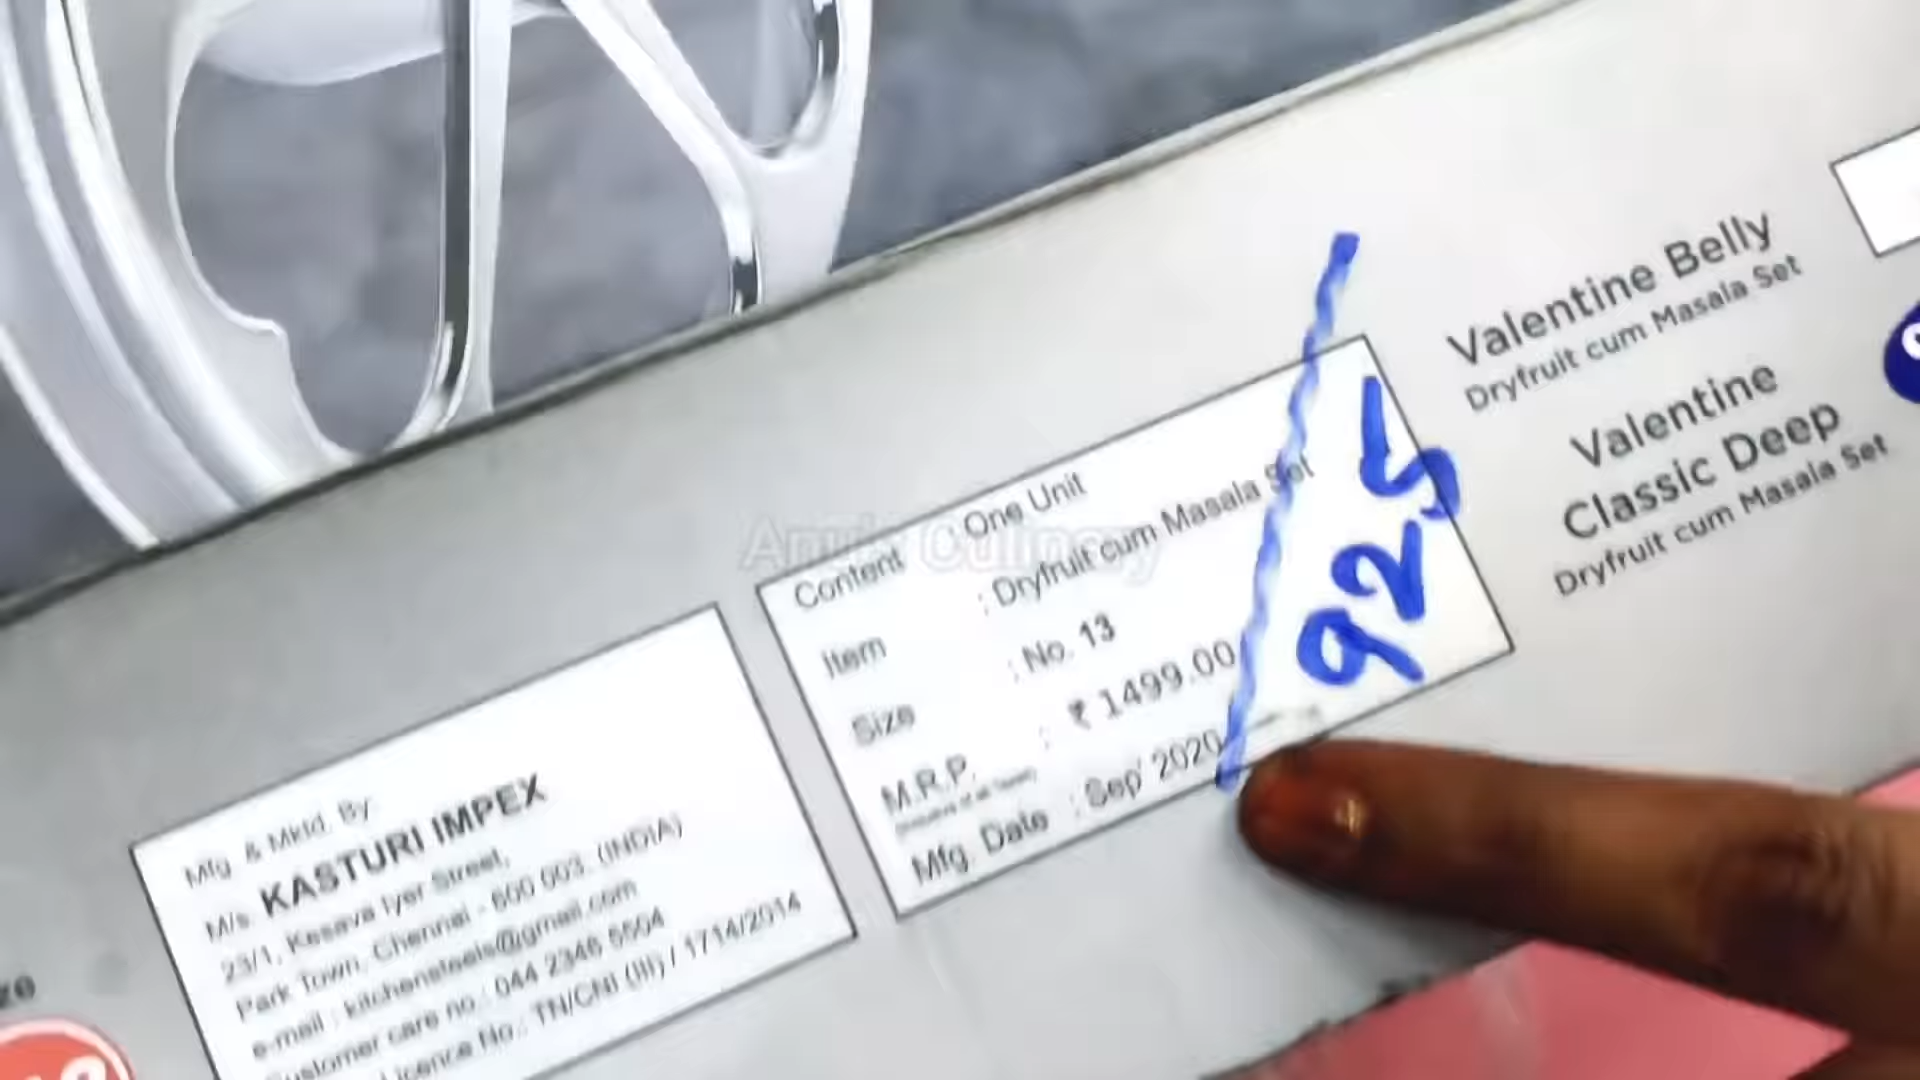 Valentine Belly
Dryfruit cum Masala Set
Valentine
Classic Deep
Dryfruit cum Masala Set
Content : One Unit
Item : Dryfruit cum Masala Set
Size : No. 13
M.R.P. : ₹ 1499.00
Mfg. Date : Sep' 2020
925
Mfg. & Mktd. By
M/s. KASTURI IMPEX
23/1, Kesava Iyer Street,
Park Town, Chennai - 600 003. (INDIA)
e-mail : kitchensteels@gmail.com
Customer care no.: 044 2346 5504
Licence No.: TN/CNI (III) / 1714/2014
Culinary